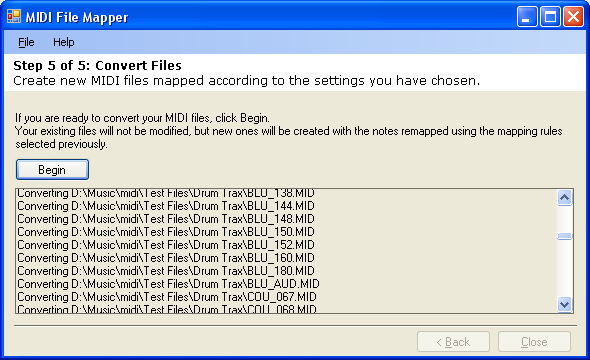 MIDI File Mapper
File Help
Step 5 of 5: Convert Files
Create new MIDI files mapped according to the settings you have chosen.
If you are ready to convert your MIDI files, click Begin.
Your existing files will not be modified, but new ones will be created with the notes remapped using the mapping rules
selected previously.
Begin
Converting D:\Music\midi\Test Files\Drum Trax\BLU_138.MID
Converting D:\Music\midi\Test Files\Drum Trax\BLU_144.MID
Converting D:\Music\midi\Test Files\Drum Trax\BLU_148.MID
Converting D:\Music\midi\Test Files\Drum Trax\BLU_150.MID
Converting D:\Music\midi\Test Files\Drum Trax\BLU_152.MID
Converting D:\Music\midi\Test Files\Drum Trax\BLU_160.MID
Converting D:\Music\midi\Test Files\Drum Trax\BLU_180.MID
Converting D:\Music\midi\Test Files\Drum Trax\BLU_AUD.MID
Converting D:\Music\midi\Test Files\Drum Trax\COU_067.MID
Converting D:\Music\midi\Test Files\Drum Trax\COU_068.MID
< Back Close